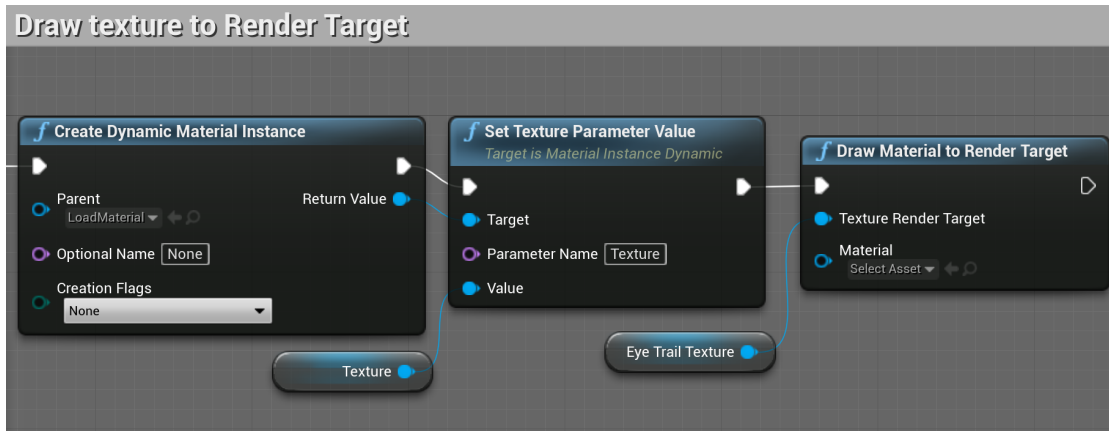 Draw texture to Render Target
f Create Dynamic Material Instance
Parent
LoadMaterial
Return Value
Optional Name None
Creation Flags
None
Texture
f Set Texture Parameter Value
Target is Material Instance Dynamic
Target
Parameter Name Texture
Value
Eye Trail Texture
f Draw Material to Render Target
Texture Render Target
Material
Select Asset